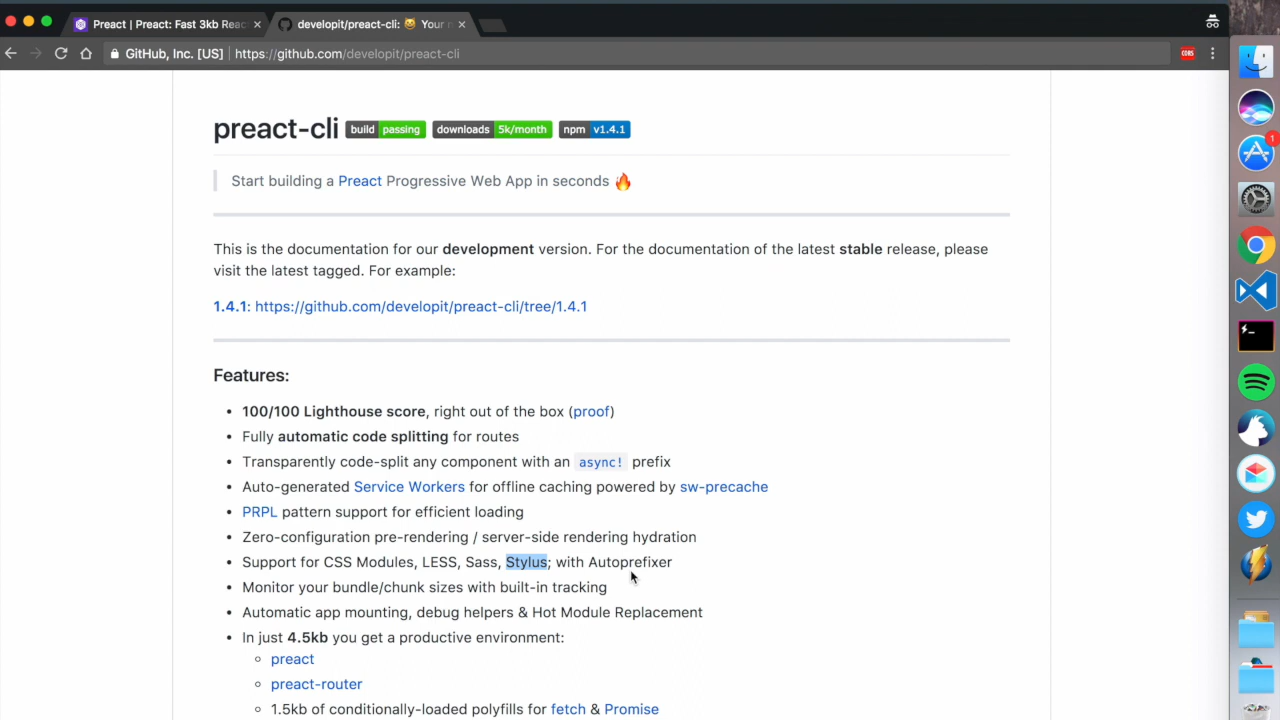 Preact | Preact: Fast 3kb Reac
developit/preact-cli: 😸 Your n
GitHub, Inc. [US] | https://github.com/developit/preact-cli
CORS
preact-cli build passing downloads 5k/month npm v1.4.1
Start building a Preact Progressive Web App in seconds 🔥
This is the documentation for our development version. For the documentation of the latest stable release, please
visit the latest tagged. For example:
1.4.1: https://github.com/developit/preact-cli/tree/1.4.1
Features:
• 100/100 Lighthouse score, right out of the box (proof)
• Fully automatic code splitting for routes
• Transparently code-split any component with an async! prefix
• Auto-generated Service Workers for offline caching powered by sw-precache
• PRPL pattern support for efficient loading
• Zero-configuration pre-rendering / server-side rendering hydration
• Support for CSS Modules, LESS, Sass, Stylus; with Autoprefixer
• Monitor your bundle/chunk sizes with built-in tracking
• Automatic app mounting, debug helpers & Hot Module Replacement
• In just 4.5kb you get a productive environment:
◦ preact
◦ preact-router
◦ 1.5kb of conditionally-loaded polyfills for fetch & Promise
1